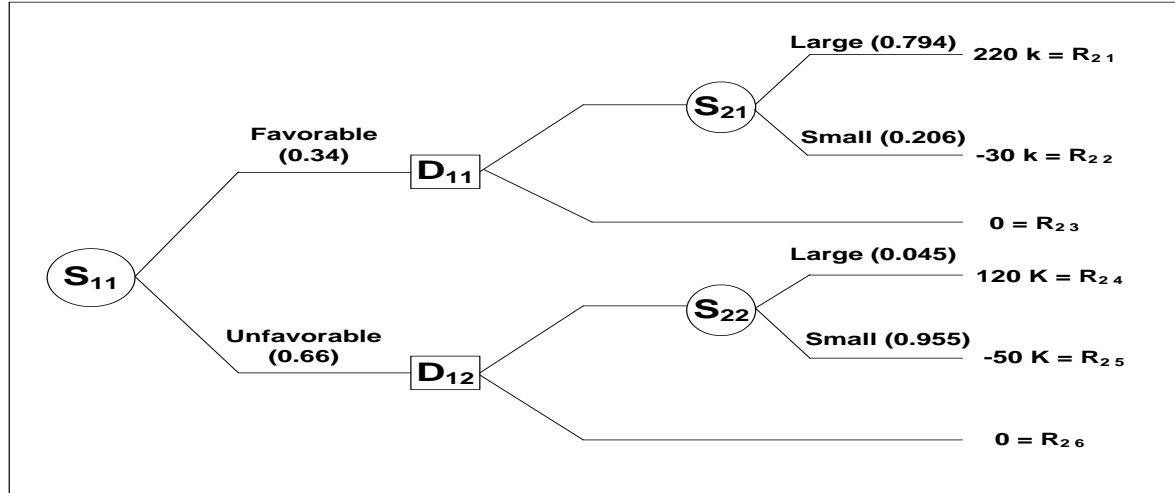 Large (0.794)
220 k = R₂₁
S₂₁
Favorable
(0.34)
Small (0.206)
-30 k = R₂₂
D₁₁
0 = R₂₃
S₁₁
Large (0.045)
120 K = R₂₄
S₂₂
Unfavorable
(0.66)
Small (0.955)
-50 K = R₂₅
D₁₂
0 = R₂₆